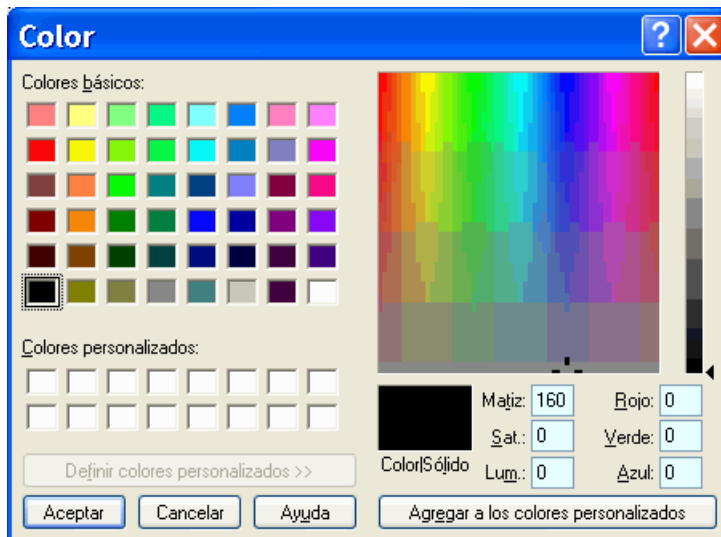 Color
Colores básicos:
Colores personalizados:
Definir colores personalizados >>
Aceptar
Cancelar
Ayuda
Color|Sólido
Matiz: 160
Sat.: 0
Lum.: 0
Rojo: 0
Verde: 0
Azul: 0
Agregar a los colores personalizados